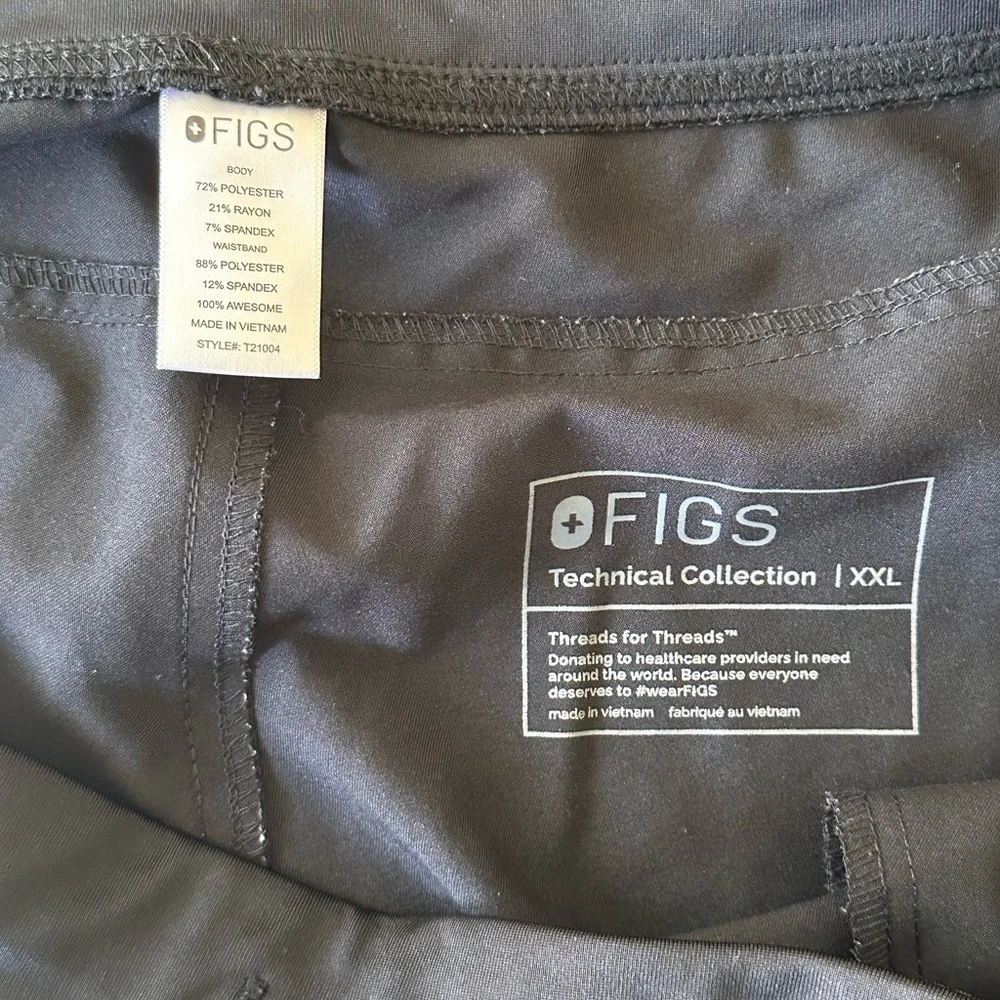 FIGS
BODY
72% POLYESTER
21% RAYON
7% SPANDEX
WAISTBAND
88% POLYESTER
12% SPANDEX
100% AWESOME
MADE IN VIETNAM
STYLE#: T21004
FIGS
Technical Collection | XXL
Threads for Threads™
Donating to healthcare providers in need
around the world. Because everyone
deserves to #wearFIGS
made in vietnam fabriqué au vietnam